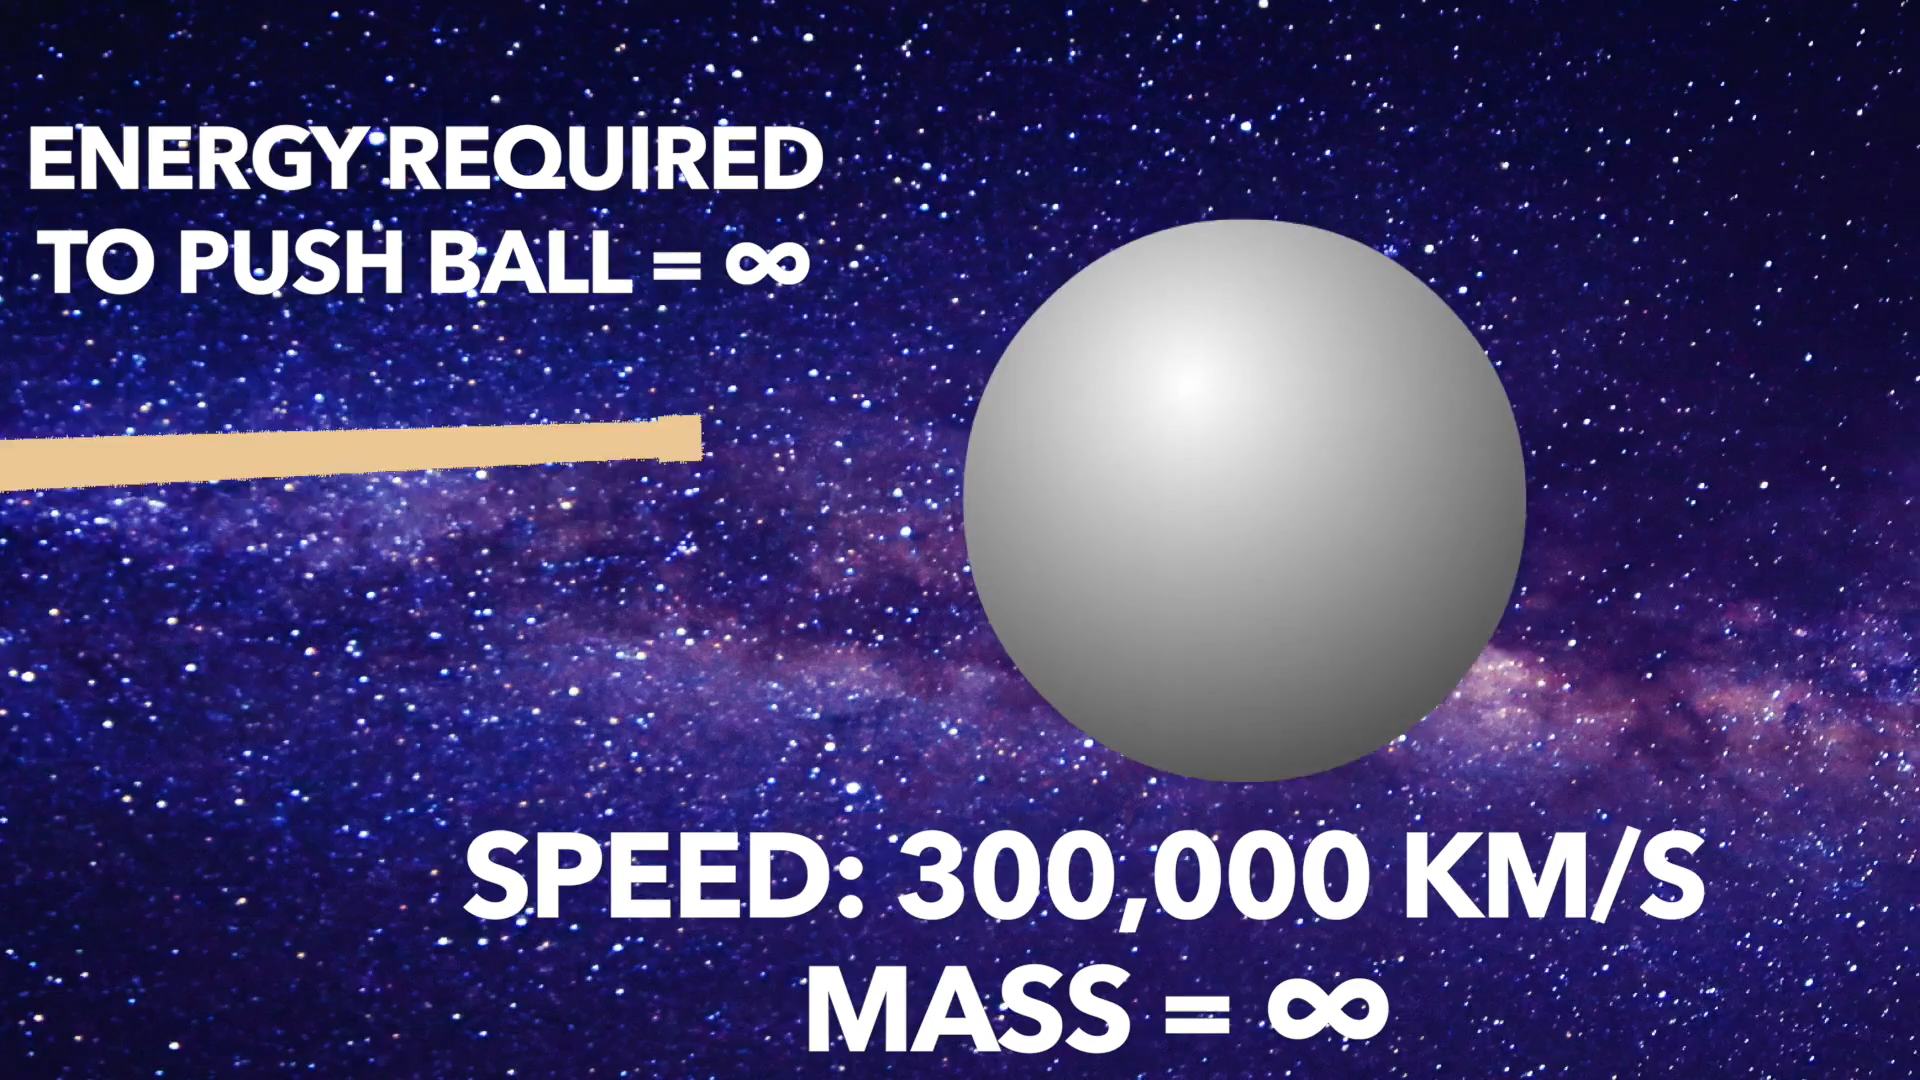 ENERGY REQUIRED
TO PUSH BALL = ∞
SPEED: 300,000 KM/S
MASS = ∞